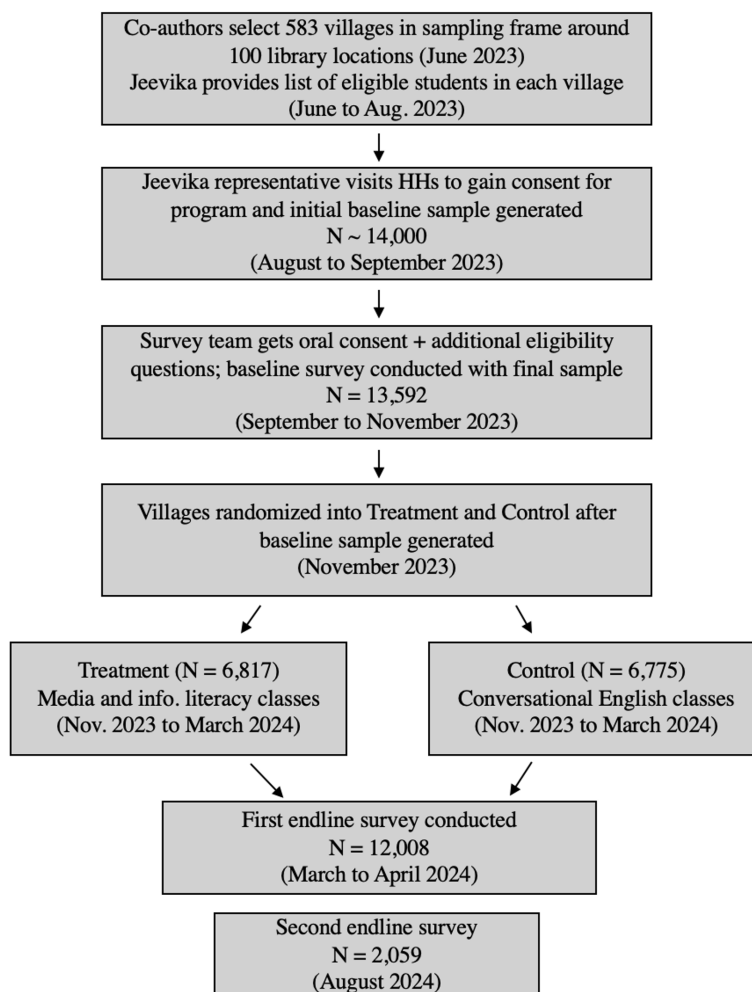 Co-authors select 583 villages in sampling frame around
100 library locations (June 2023)
Jeevika provides list of eligible students in each village
(June to Aug. 2023)
Jeevika representative visits HHs to gain consent for
program and initial baseline sample generated
N ~ 14,000
(August to September 2023)
Survey team gets oral consent + additional eligibility
questions; baseline survey conducted with final sample
N = 13,592
(September to November 2023)
Villages randomized into Treatment and Control after
baseline sample generated
(November 2023)
Treatment (N = 6,817)
Media and info. literacy classes
(Nov. 2023 to March 2024)
Control (N = 6,775)
Conversational English classes
(Nov. 2023 to March 2024)
First endline survey conducted
N = 12,008
(March to April 2024)
Second endline survey
N = 2,059
(August 2024)